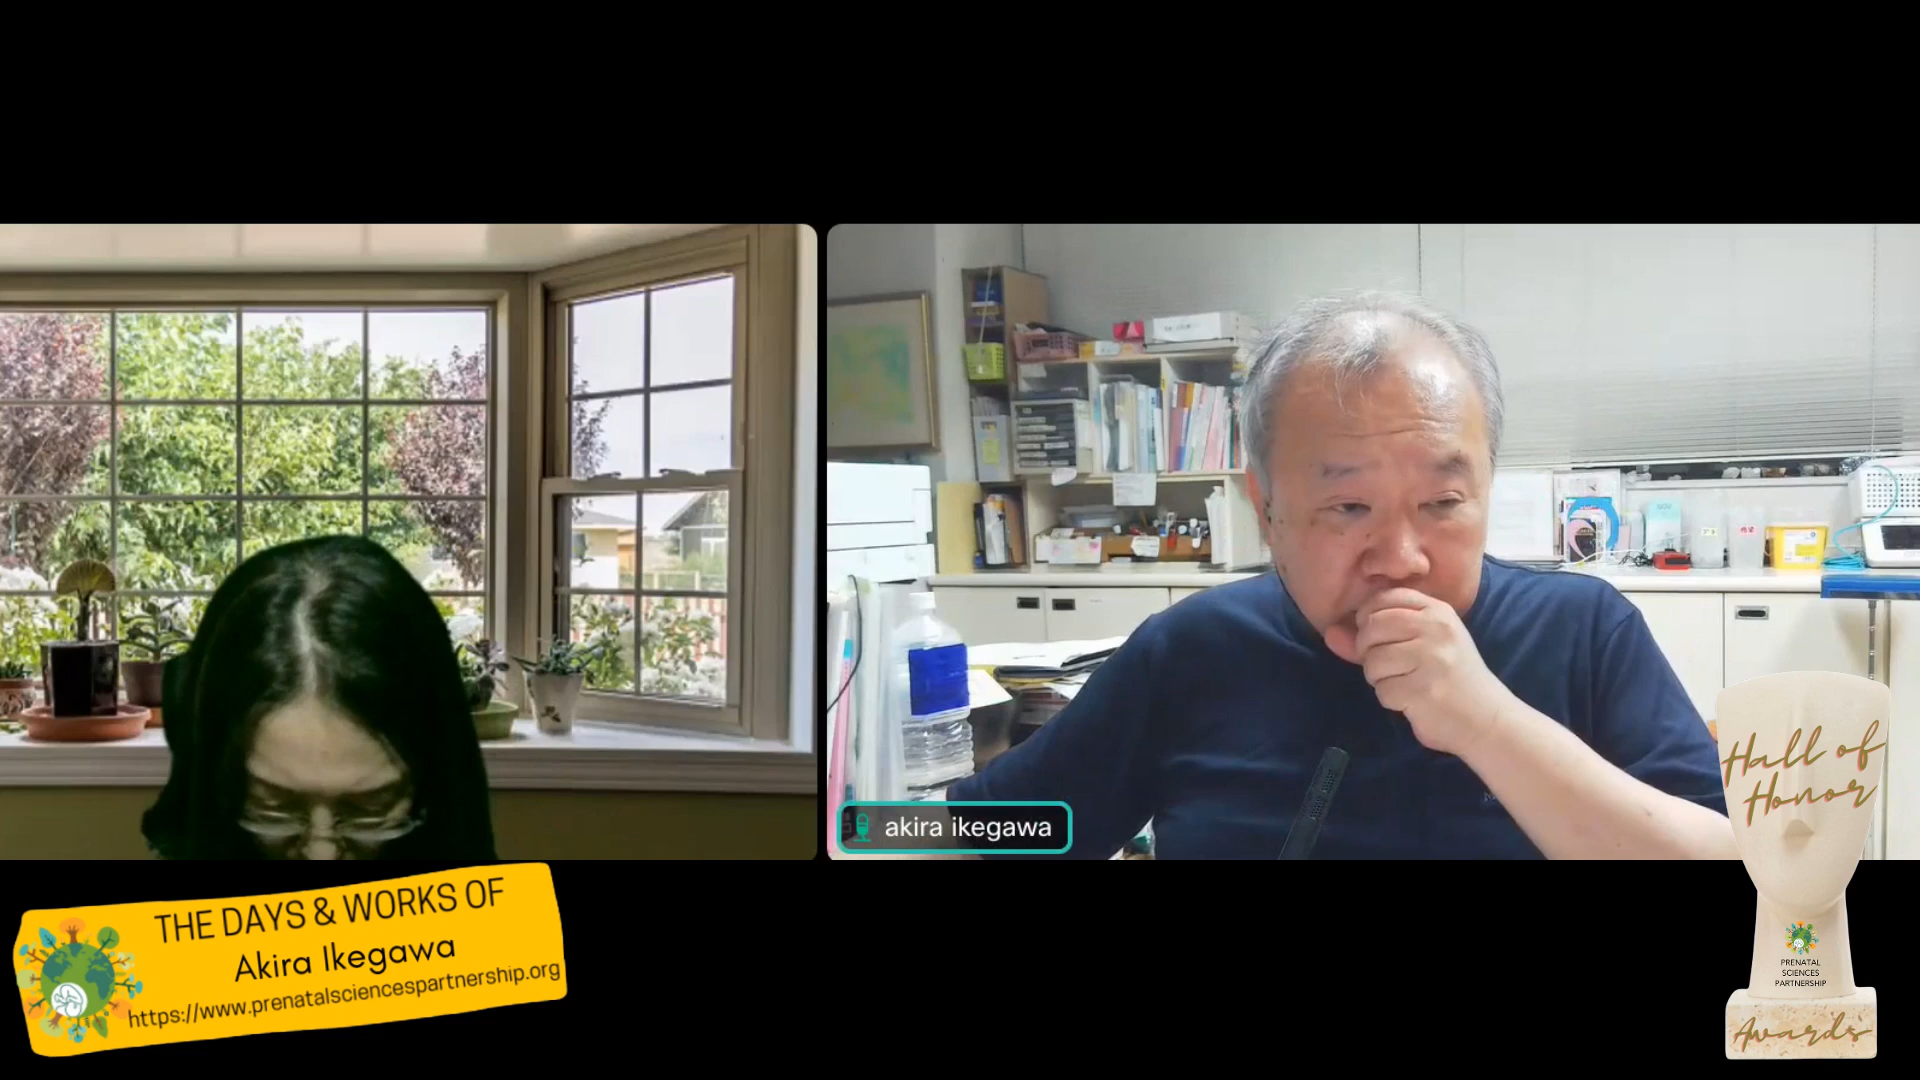 akira ikegawa
THE DAYS & WORKS OF
Akira Ikegawa
https://www.prenatalsciencespartnership.org
Hall of
Honor
PRENATAL
SCIENCES
PARTNERSHIP
Awards